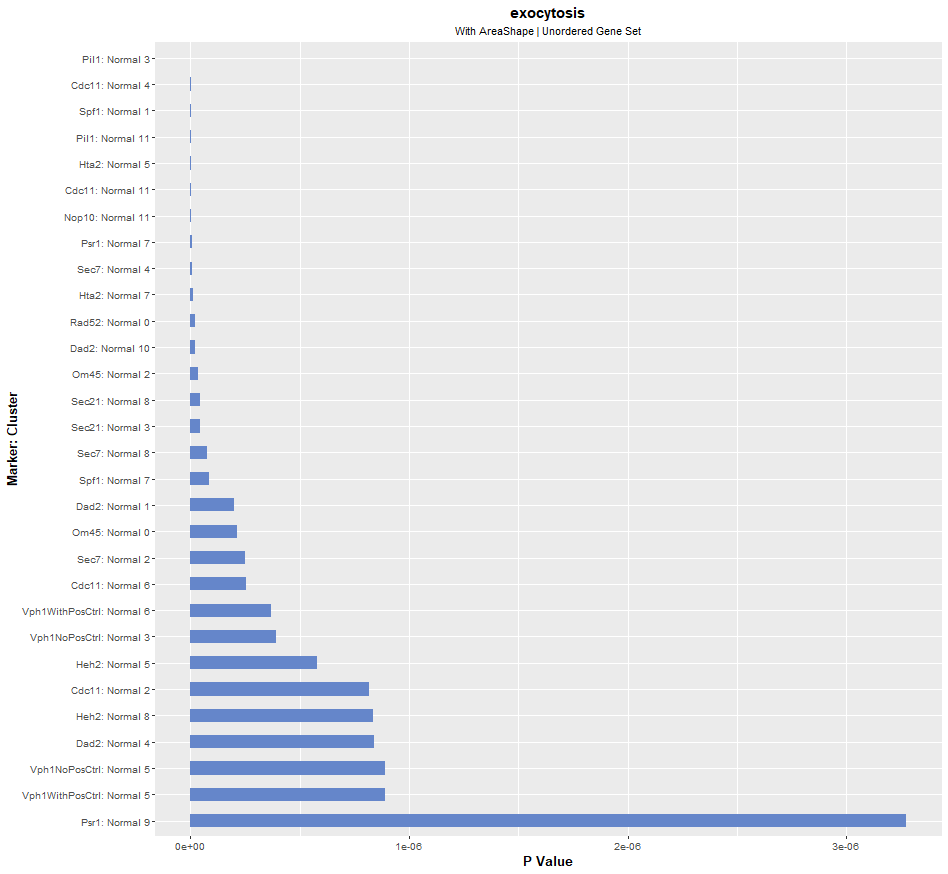 exocytosis
With AreaShape | Unordered Gene Set
Marker: Cluster
Pil1: Normal 3
Cdc11: Normal 4
Spf1: Normal 1
Pil1: Normal 11
Hta2: Normal 5
Cdc11: Normal 11
Nop10: Normal 11
Psr1: Normal 7
Sec7: Normal 4
Hta2: Normal 7
Rad52: Normal 0
Dad2: Normal 10
Om45: Normal 2
Sec21: Normal 8
Sec21: Normal 3
Sec7: Normal 8
Spf1: Normal 7
Dad2: Normal 1
Om45: Normal 0
Sec7: Normal 2
Cdc11: Normal 6
Vph1WithPosCtrl: Normal 6
Vph1NoPosCtrl: Normal 3
Heh2: Normal 5
Cdc11: Normal 2
Heh2: Normal 8
Dad2: Normal 4
Vph1NoPosCtrl: Normal 5
Vph1WithPosCtrl: Normal 5
Psr1: Normal 9
0e+00 1e-06 2e-06 3e-06
P Value